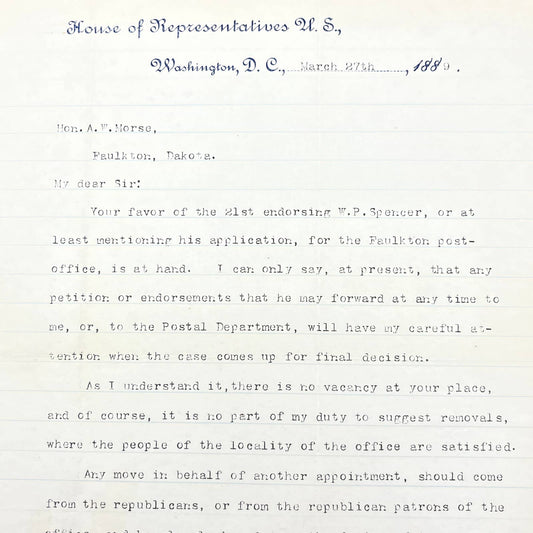 House of Representatives U. S.,
Washington, D. C., March 27th, 1889.
Hon. A.W.Morse,
Faulkton, Dakota.
My dear Sir:
Your favor of the 21st endorsing W.P.Spencer, or at
least mentioning his application, for the Faulkton post-
office, is at hand. I can only say, at present, that any
petition or endorsements that he may forward at any time to
me, or, to the Postal Department, will have my careful at-
tention when the case comes up for final decision.
As I understand it,there is no vacancy at your place,
and of course, it is no part of my duty to suggest removals,
where the people of the locality of the office are satisfied.
Any move in behalf of another appointment, should come
from the republicans, or from the republican patrons of the